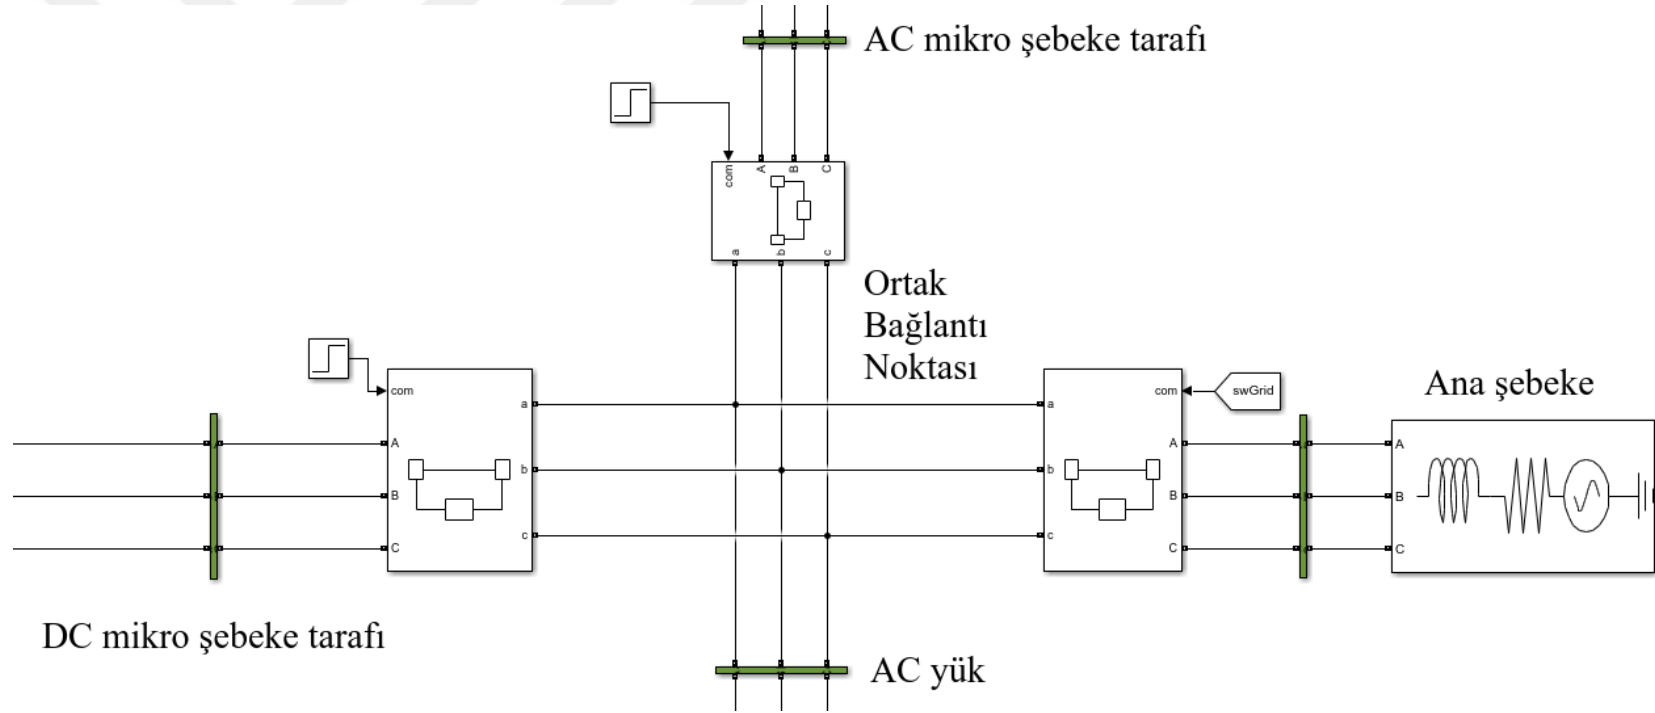 AC mikro şebeke tarafı
com A B C
a b c
Ortak
Bağlantı
Noktası
com
a
A
b
B
c
C
com
swGrid
a
A
b
B
c
C
Ana şebeke
A
B
C
DC mikro şebeke tarafı
AC yük